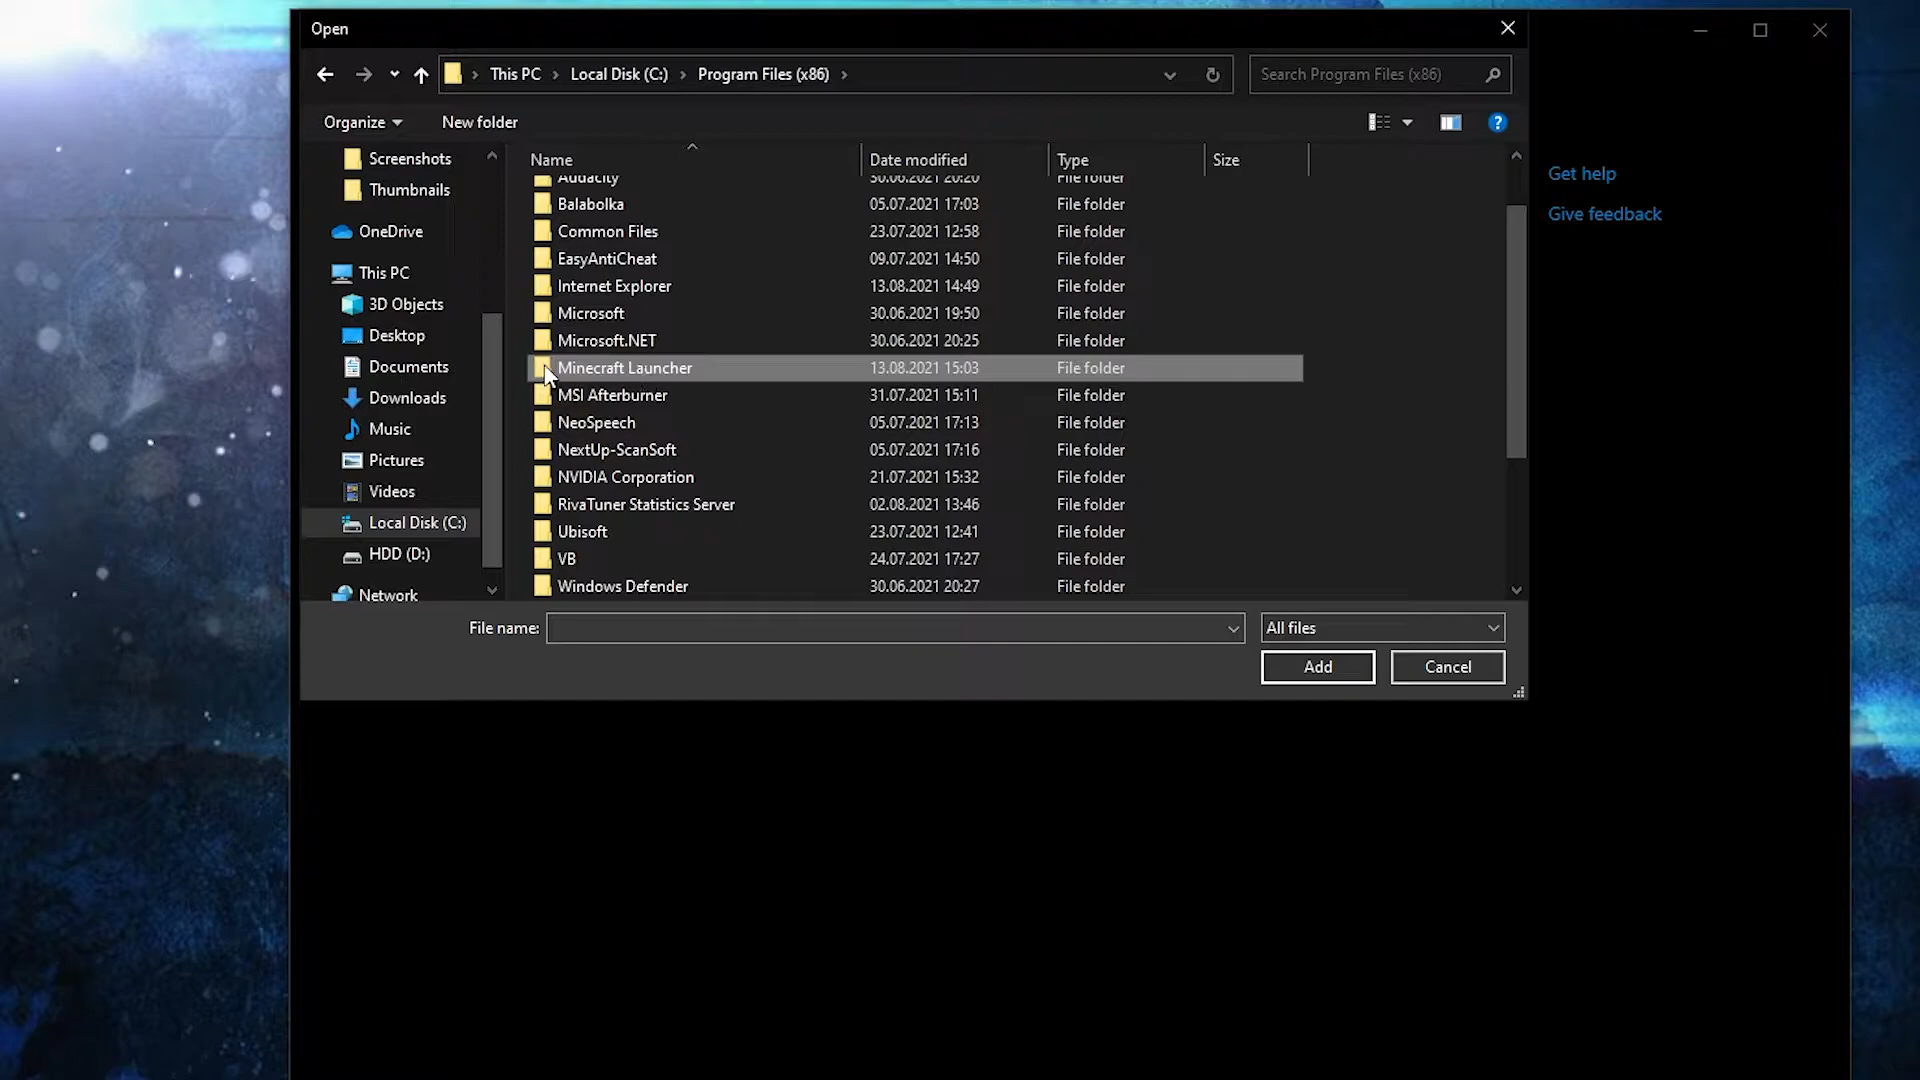 Open
This PC Local Disk (C:) Program Files (x86)
Search Program Files (x86)
Organize New folder
Name Date modified Type Size
Screenshots
Thumbnails
OneDrive
This PC
3D Objects
Desktop
Documents
Downloads
Music
Pictures
Videos
Local Disk (C:)
HDD (D:)
Network
Audacity 30.06.2021 20:20 File folder
Balabolka 05.07.2021 17:03 File folder
Common Files 23.07.2021 12:58 File folder
EasyAntiCheat 09.07.2021 14:50 File folder
Internet Explorer 13.08.2021 14:49 File folder
Microsoft 30.06.2021 19:50 File folder
Microsoft.NET 30.06.2021 20:25 File folder
Minecraft Launcher 13.08.2021 15:03 File folder
MSI Afterburner 31.07.2021 15:11 File folder
NeoSpeech 05.07.2021 17:13 File folder
NextUp-ScanSoft 05.07.2021 17:16 File folder
NVIDIA Corporation 21.07.2021 15:32 File folder
RivaTuner Statistics Server 02.08.2021 13:46 File folder
Ubisoft 23.07.2021 12:41 File folder
VB 24.07.2021 17:27 File folder
Windows Defender 30.06.2021 20:27 File folder
File name:
All files
Add Cancel
Get help
Give feedback